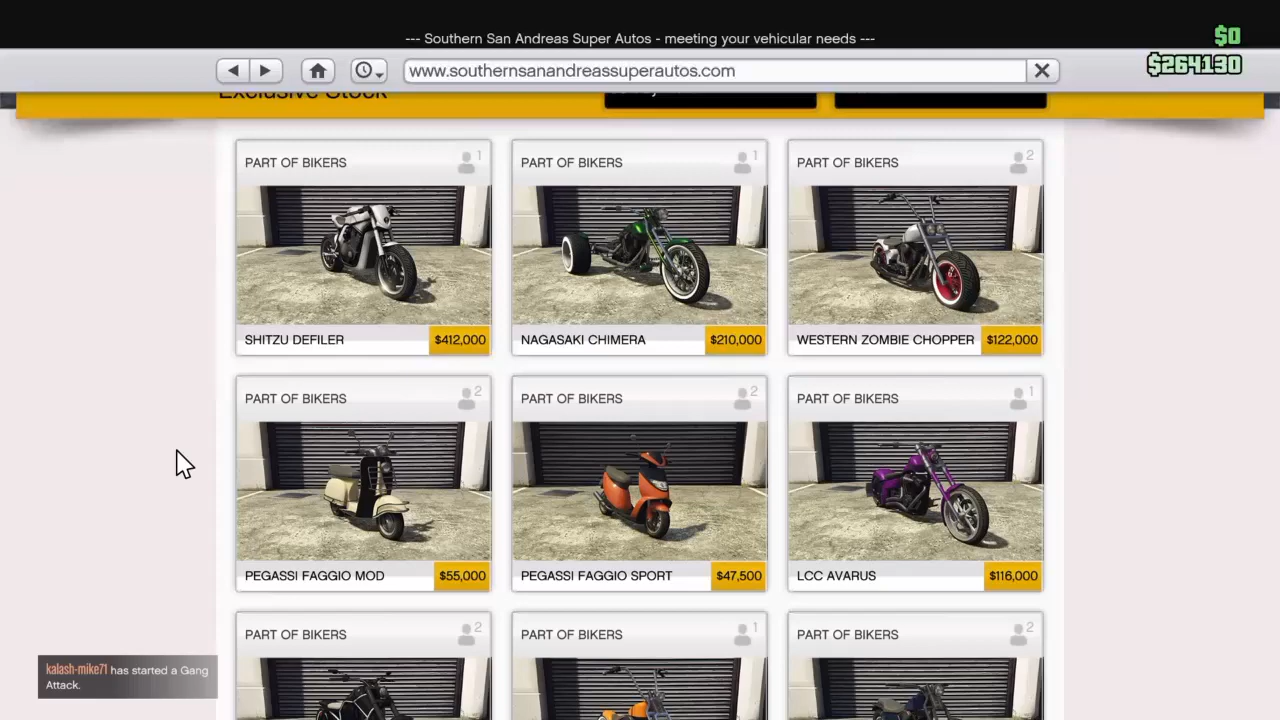 --- Southern San Andreas Super Autos - meeting your vehicular needs ---
$0
$264130
www.southernsanandreassuperautos.com
Exclusive Stock
PART OF BIKERS 1
PART OF BIKERS 1
PART OF BIKERS 2
SHITZU DEFILER $412,000
NAGASAKI CHIMERA $210,000
WESTERN ZOMBIE CHOPPER $122,000
PART OF BIKERS 2
PART OF BIKERS 2
PART OF BIKERS 1
PEGASSI FAGGIO MOD $55,000
PEGASSI FAGGIO SPORT $47,500
LCC AVARUS $116,000
PART OF BIKERS 2
PART OF BIKERS 1
PART OF BIKERS 2
kalash-mike71 has started a Gang
Attack.